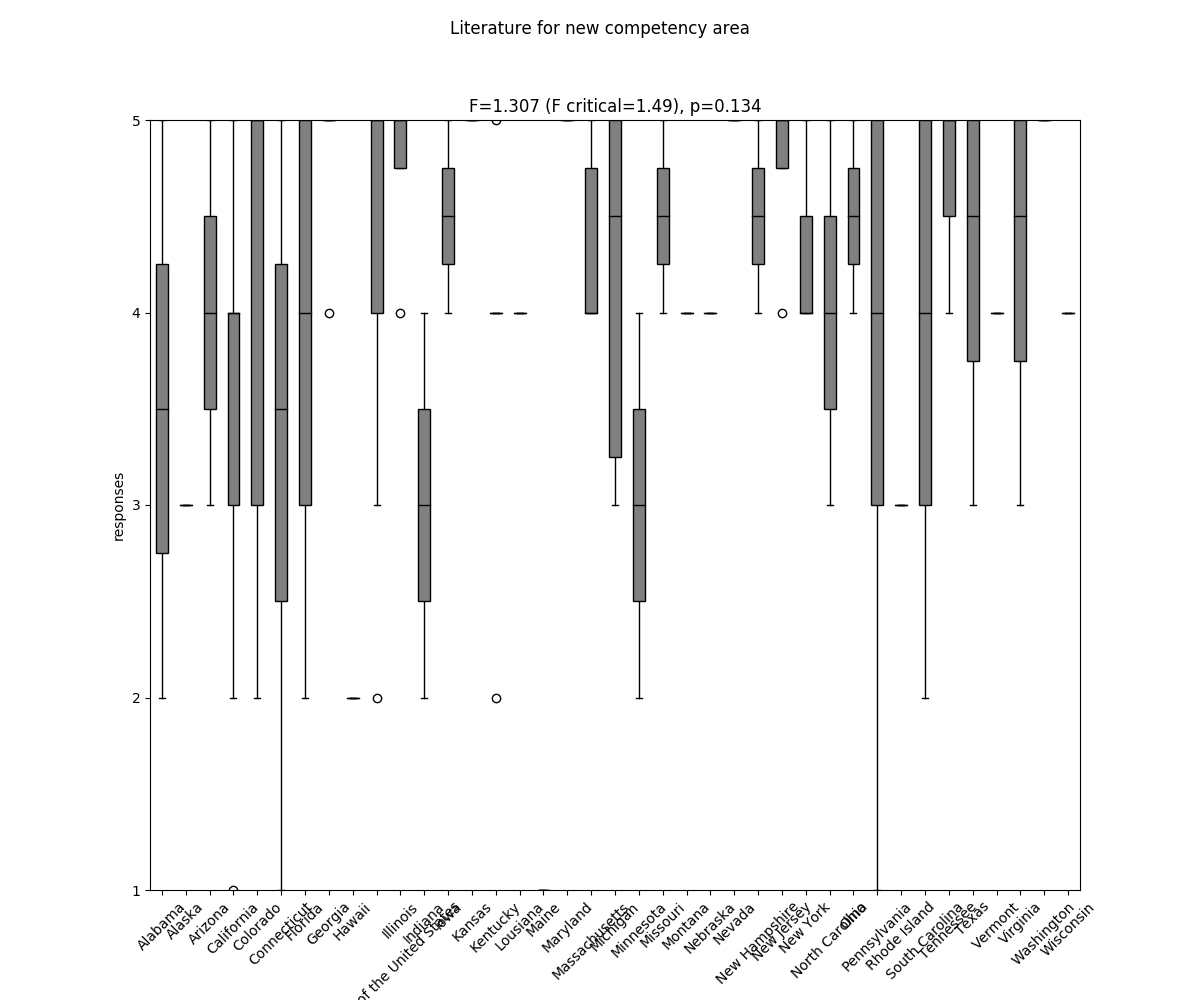 Literature for new competency area
F=1.307 (F critical=1.49), p=0.134
5
4
3
2
1
responses
Alabama
Alaska
Arizona
California
Colorado
Connecticut
Florida
Georgia
Hawaii
of the United States
Illinois
Indiana
Iowa
Kansas
Kentucky
Lousiana
Maine
Maryland
Massachusetts
Michigan
Minnesota
Missouri
Montana
Nebraska
Nevada
New Hampshire
New Jersey
New York
North Carolina
Ohio
Pennsylvania
Rhode Island
South Carolina
Tennessee
Texas
Vermont
Virginia
Washington
Wisconsin